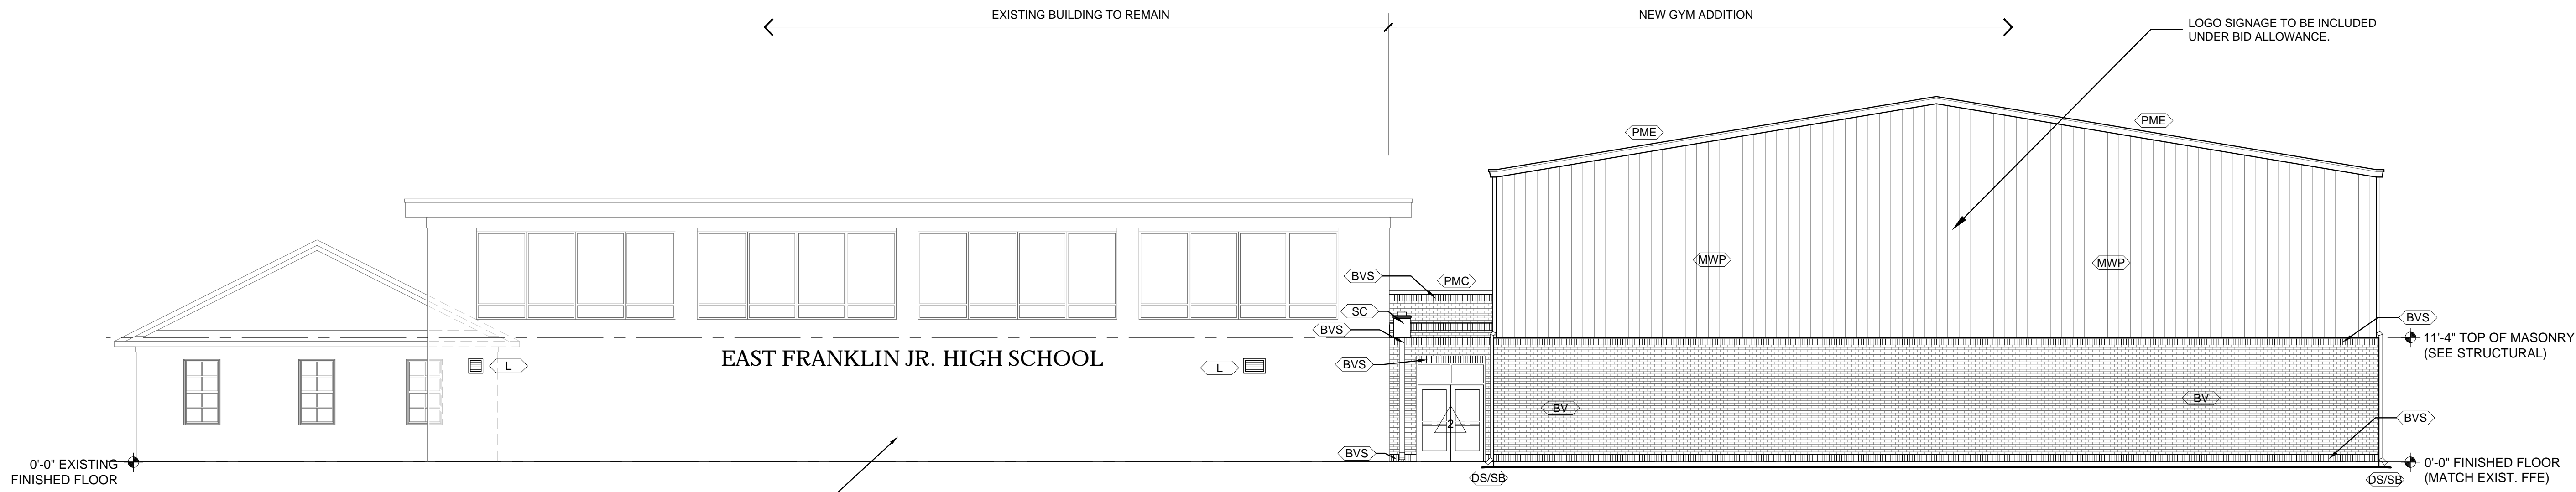 EXISTING BUILDING TO REMAIN
NEW GYM ADDITION
LOGO SIGNAGE TO BE INCLUDED
UNDER BID ALLOWANCE.
PME
PME
MWP
MWP
BVS
PMC
SC
BVS
BVS
11'-4" TOP OF MASONRY
(SEE STRUCTURAL)
EAST FRANKLIN JR. HIGH SCHOOL
L
L
BVS
BV
BV
2
BVS
BVS
0'-0" EXISTING
FINISHED FLOOR
0'-0" FINISHED FLOOR
(MATCH EXIST. FFE)
DS/SB
DS/SB